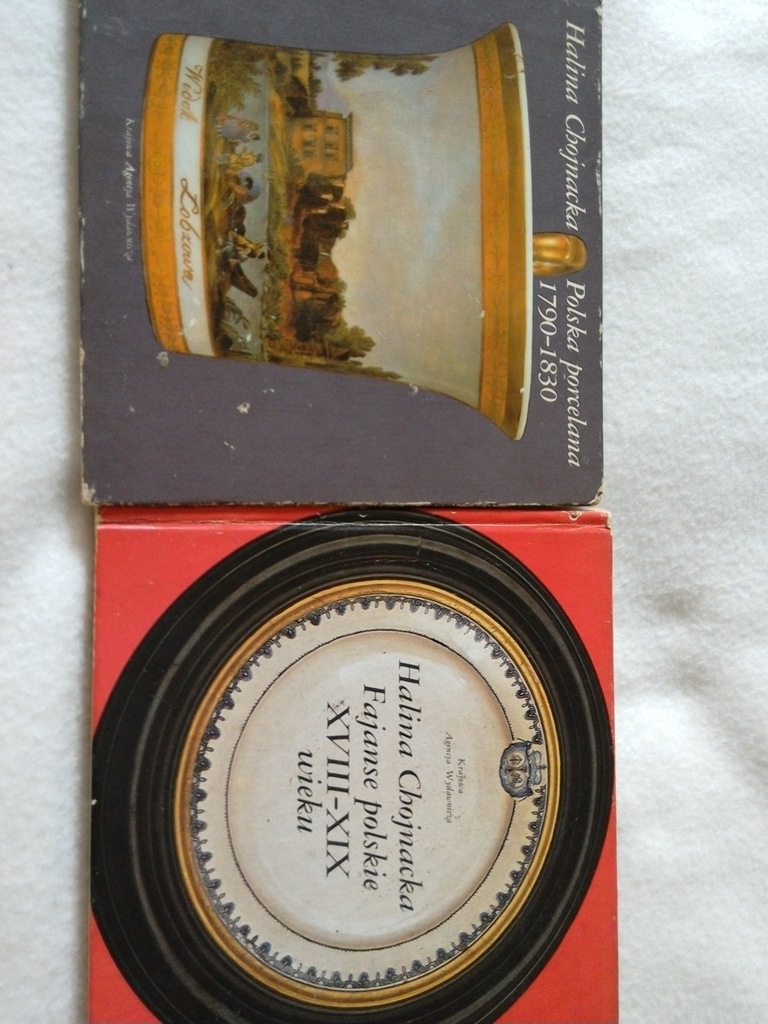 Halina Chojnacka Polska porcelana
1790-1830
Widok Łobzowa
Krajowa Agencja Wydawnicza
Krajowa
Agencja Wydawnicza
Halina Chojnacka
Fajanse polskie
XVIII-XIX
wieku